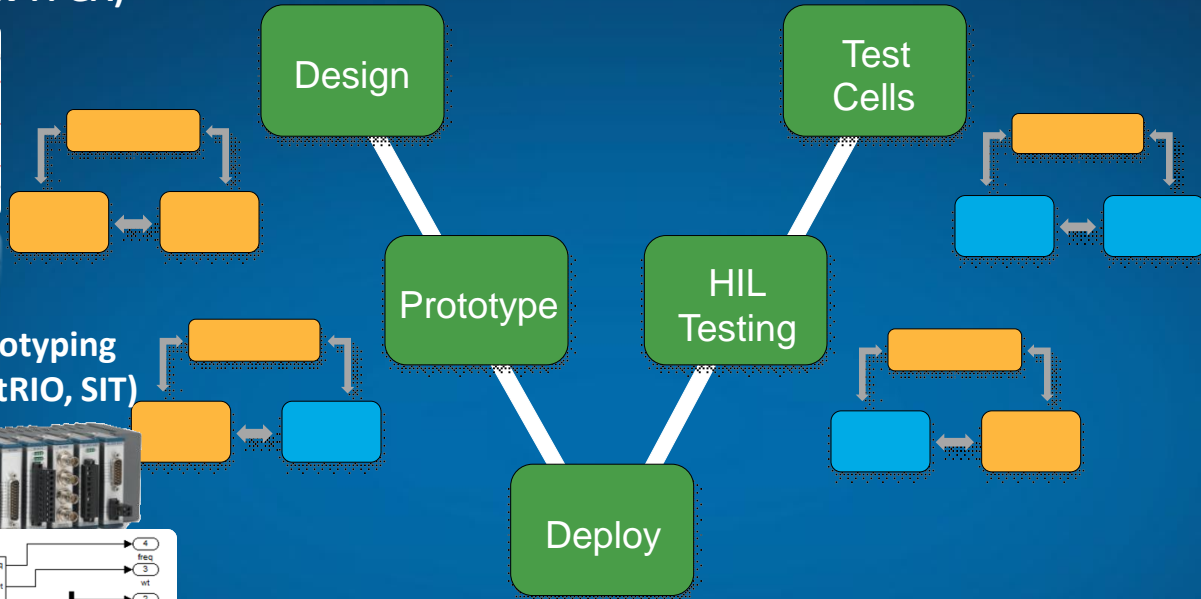 Design
Test
Cells
Prototype
HIL
Testing
otyping
tRIO, SIT)
Deploy
4
freq
3
wt